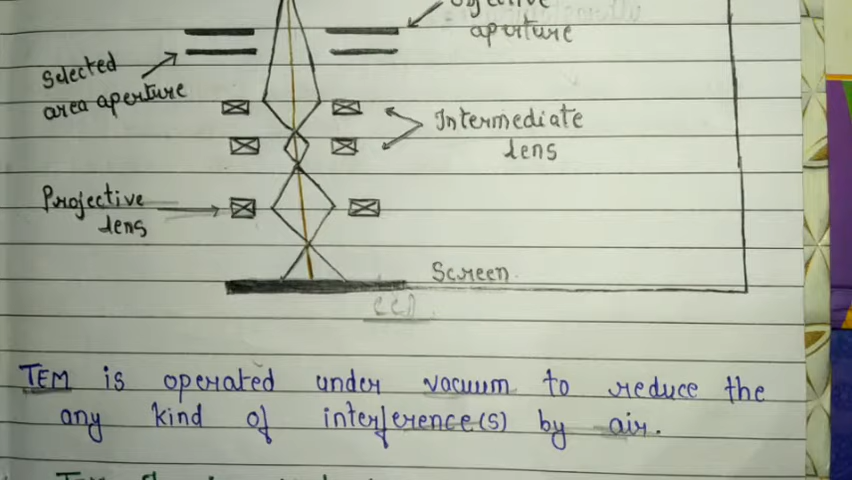 Objective
aperture
Selected
area aperture
Intermediate
lens
Projective
lens
Screen
CCD
TEM is operated under vacuum to reduce the
any kind of interference(s) by air.